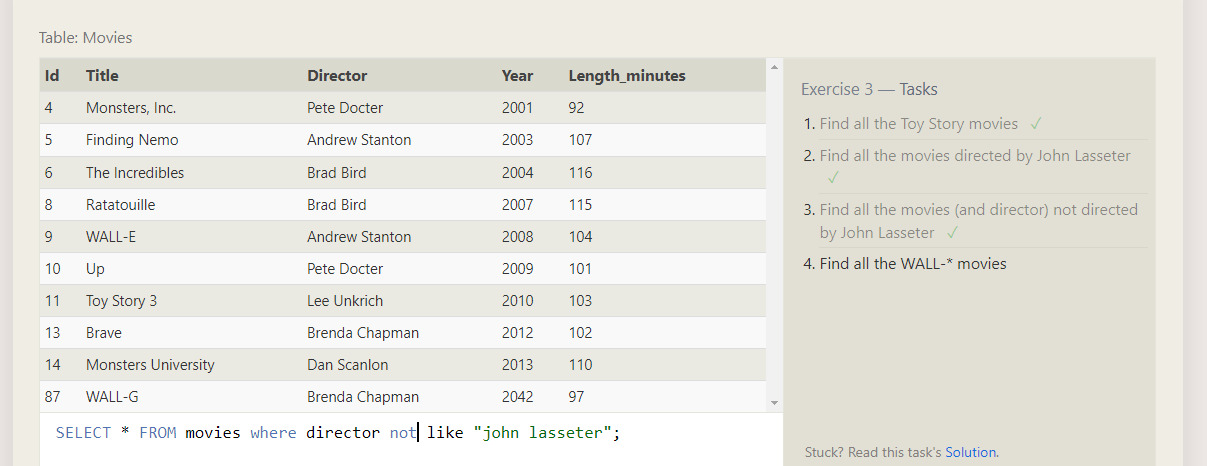 Table: Movies
Id Title Director Year Length_minutes
4 Monsters, Inc. Pete Docter 2001 92
5 Finding Nemo Andrew Stanton 2003 107
6 The Incredibles Brad Bird 2004 116
8 Ratatouille Brad Bird 2007 115
9 WALL-E Andrew Stanton 2008 104
10 Up Pete Docter 2009 101
11 Toy Story 3 Lee Unkrich 2010 103
13 Brave Brenda Chapman 2012 102
14 Monsters University Dan Scanlon 2013 110
87 WALL-G Brenda Chapman 2042 97
SELECT * FROM movies where director not like "john lasseter";
Exercise 3 — Tasks
1. Find all the Toy Story movies ✓
2. Find all the movies directed by John Lasseter
✓
3. Find all the movies (and director) not directed
by John Lasseter ✓
4. Find all the WALL-* movies
Stuck? Read this task's Solution.